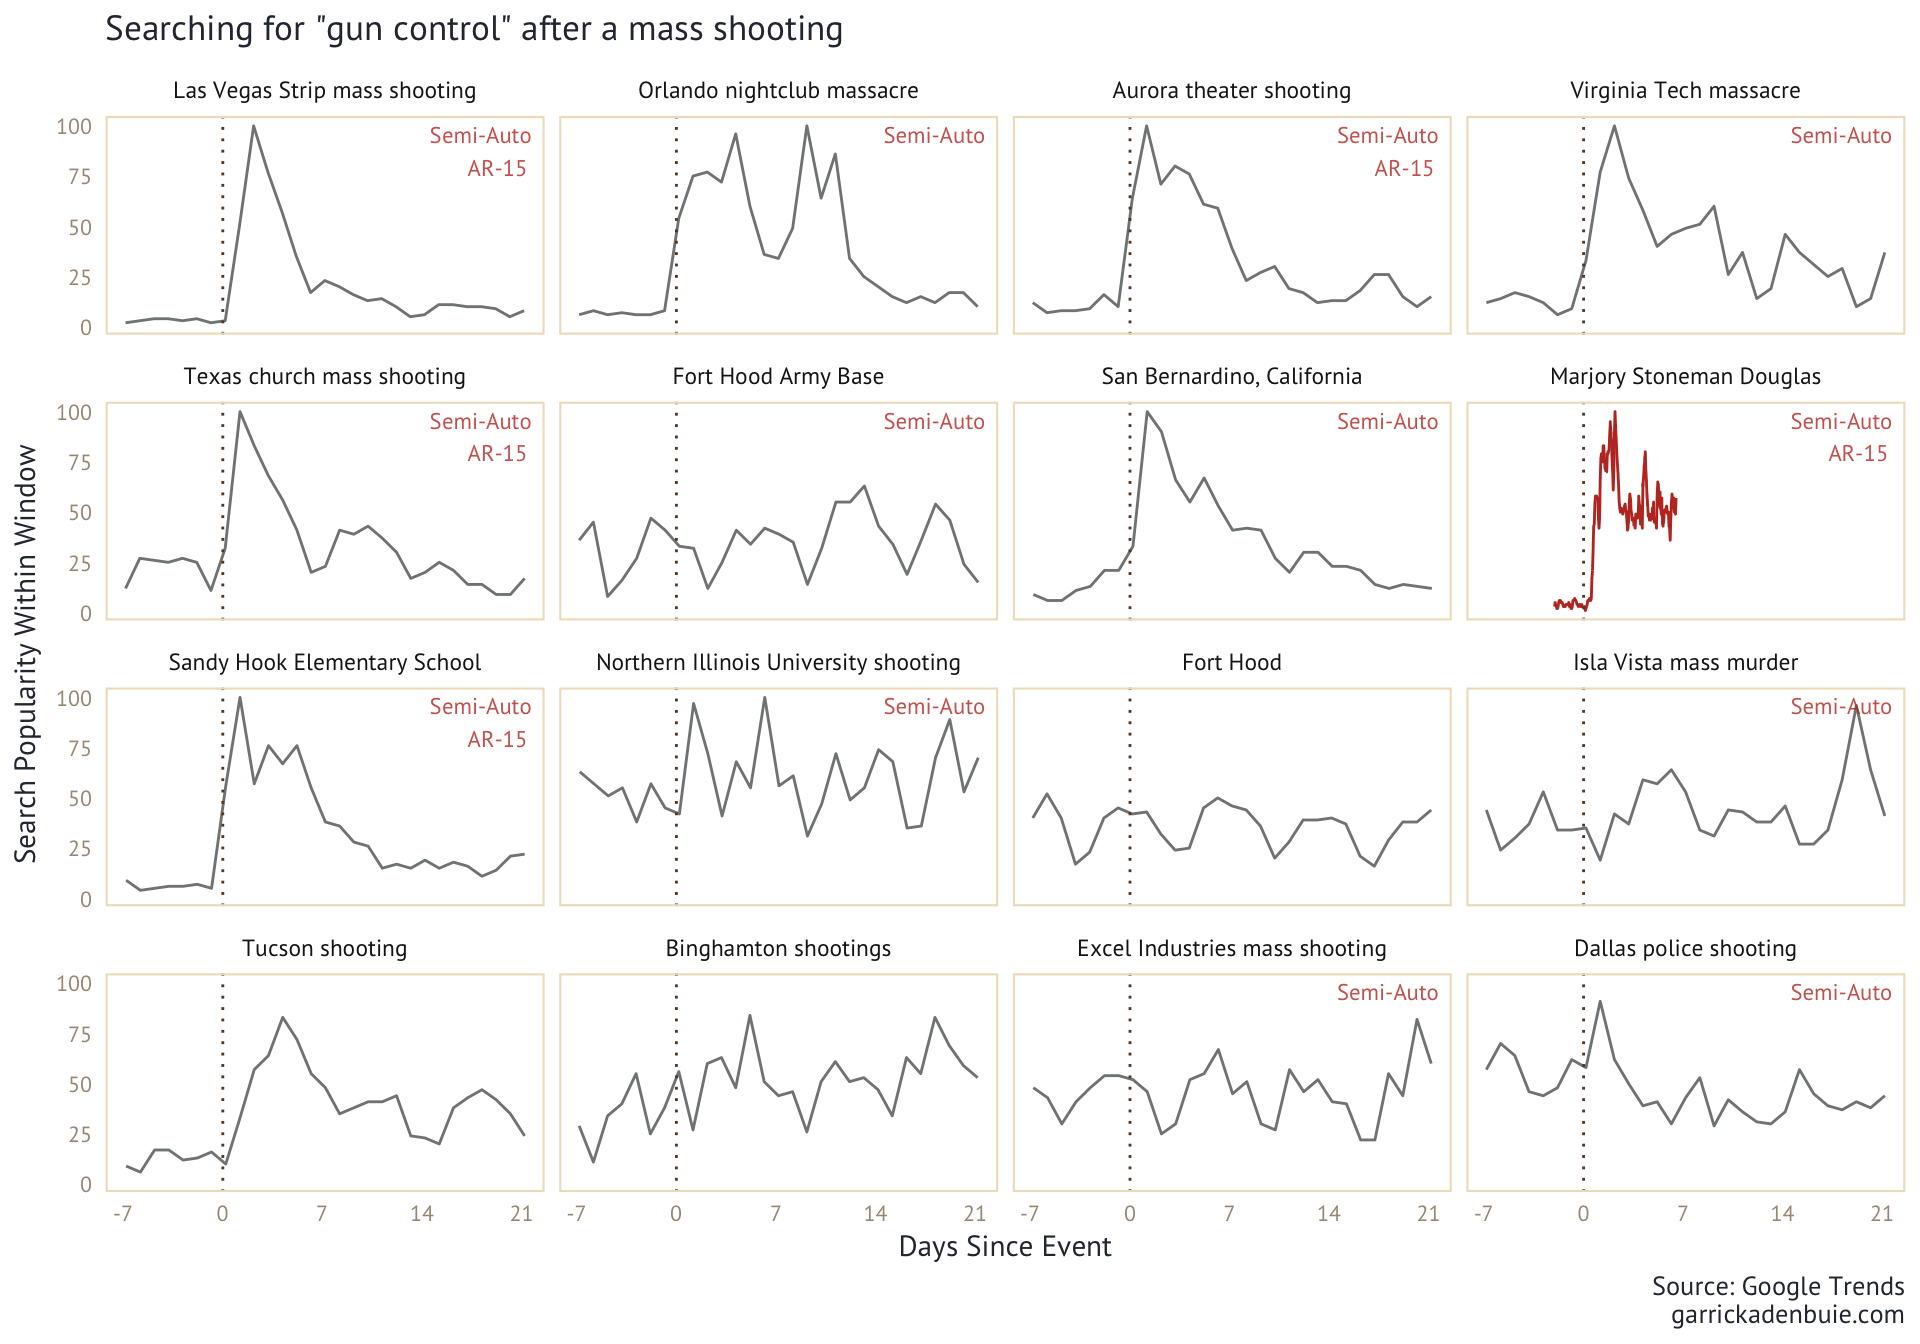 Searching for "gun control" after a mass shooting
Las Vegas Strip mass shooting
Orlando nightclub massacre
Aurora theater shooting
Virginia Tech massacre
100
75
50
25
0
Semi-Auto
AR-15
Semi-Auto
Semi-Auto
AR-15
Semi-Auto
Texas church mass shooting
Fort Hood Army Base
San Bernardino, California
Marjory Stoneman Douglas
100
75
50
25
0
Semi-Auto
AR-15
Semi-Auto
Semi-Auto
Semi-Auto
AR-15
Search Popularity Within Window
Sandy Hook Elementary School
Northern Illinois University shooting
Fort Hood
Isla Vista mass murder
100
75
50
25
0
Semi-Auto
AR-15
Semi-Auto
Semi-Auto
Tucson shooting
Binghamton shootings
Excel Industries mass shooting
Dallas police shooting
100
75
50
25
0
Semi-Auto
Semi-Auto
-7 0 7 14 21
-7 0 7 14 21
-7 0 7 14 21
-7 0 7 14 21
Days Since Event
Source: Google Trends
garrickadenbuie.com